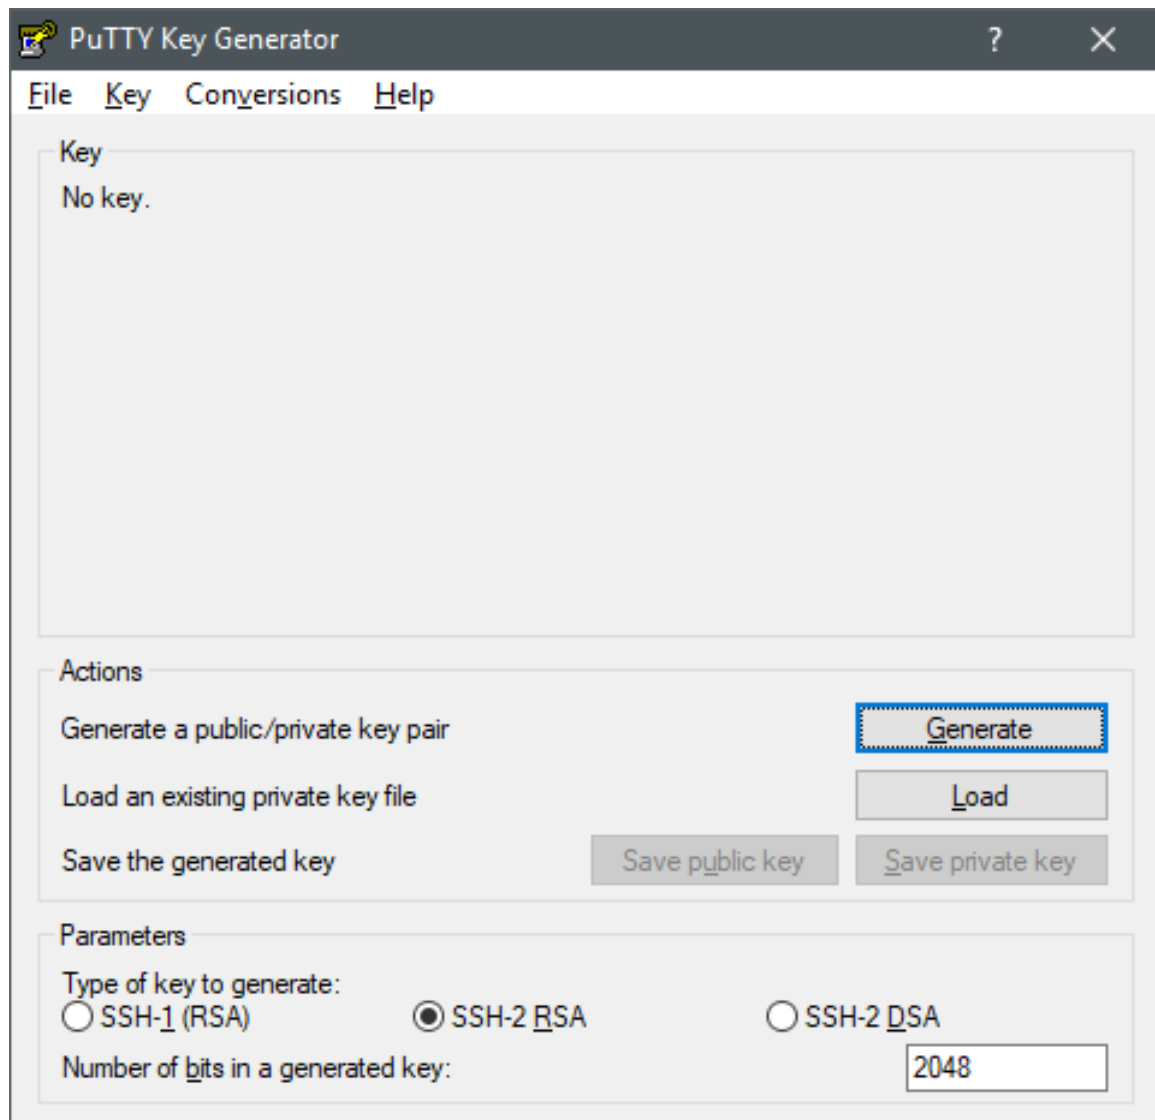 PuTTY Key Generator ?
File Key Conversions Help
Key
No key.
Actions
Generate a public/private key pair Generate
Load an existing private key file Load
Save the generated key Save public key Save private key
Parameters
Type of key to generate:
SSH-1 (RSA) SSH-2 RSA SSH-2 DSA
Number of bits in a generated key: 2048